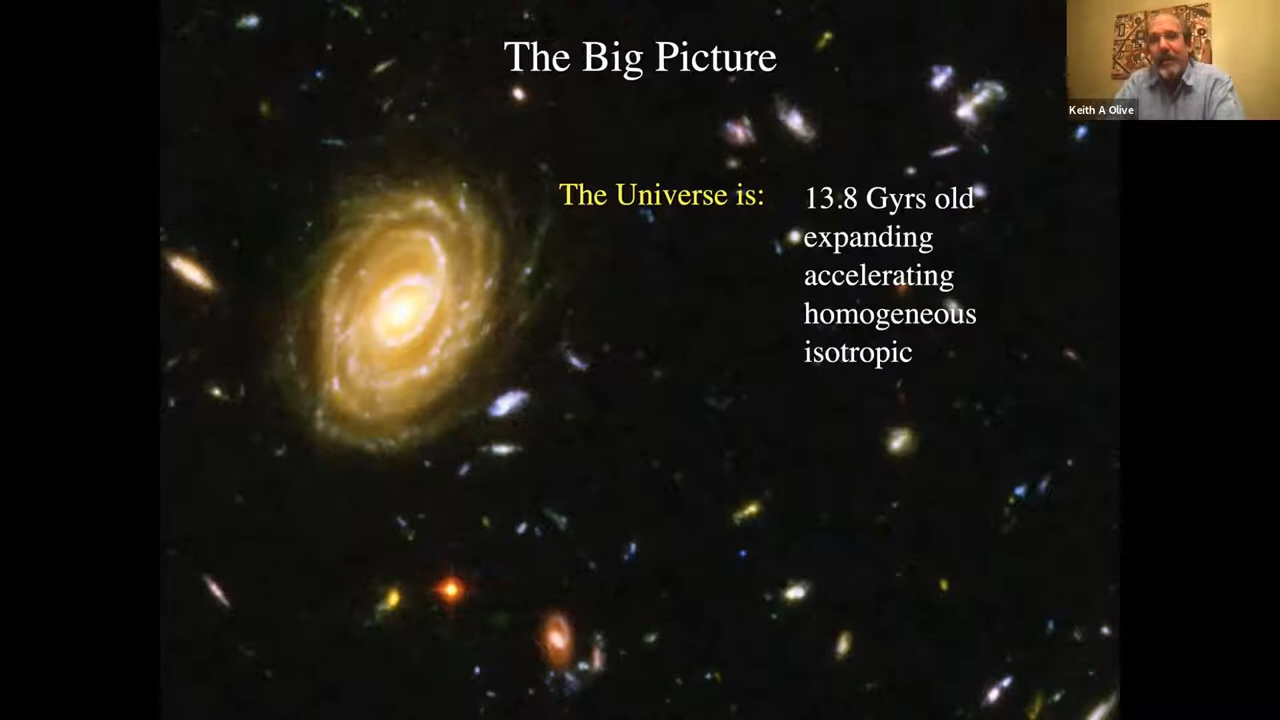 The Big Picture
Keith A Olive
The Universe is:
13.8 Gyrs old
expanding
accelerating
homogeneous
isotropic